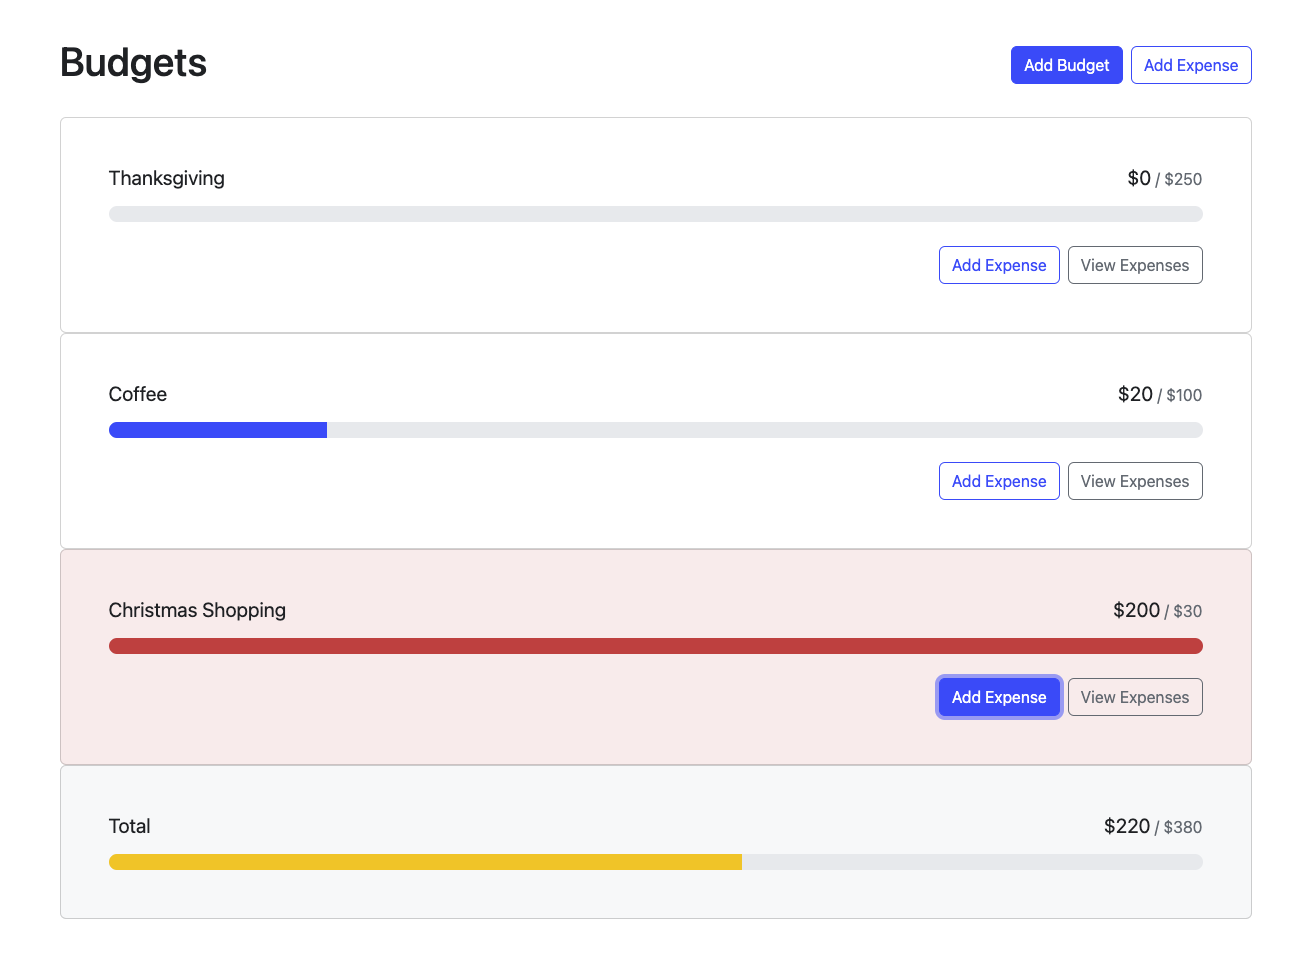 Budgets
Add Budget Add Expense
Thanksgiving $0 / $250
Add Expense View Expenses
Coffee $20 / $100
Add Expense View Expenses
Christmas Shopping $200 / $30
Add Expense View Expenses
Total $220 / $380